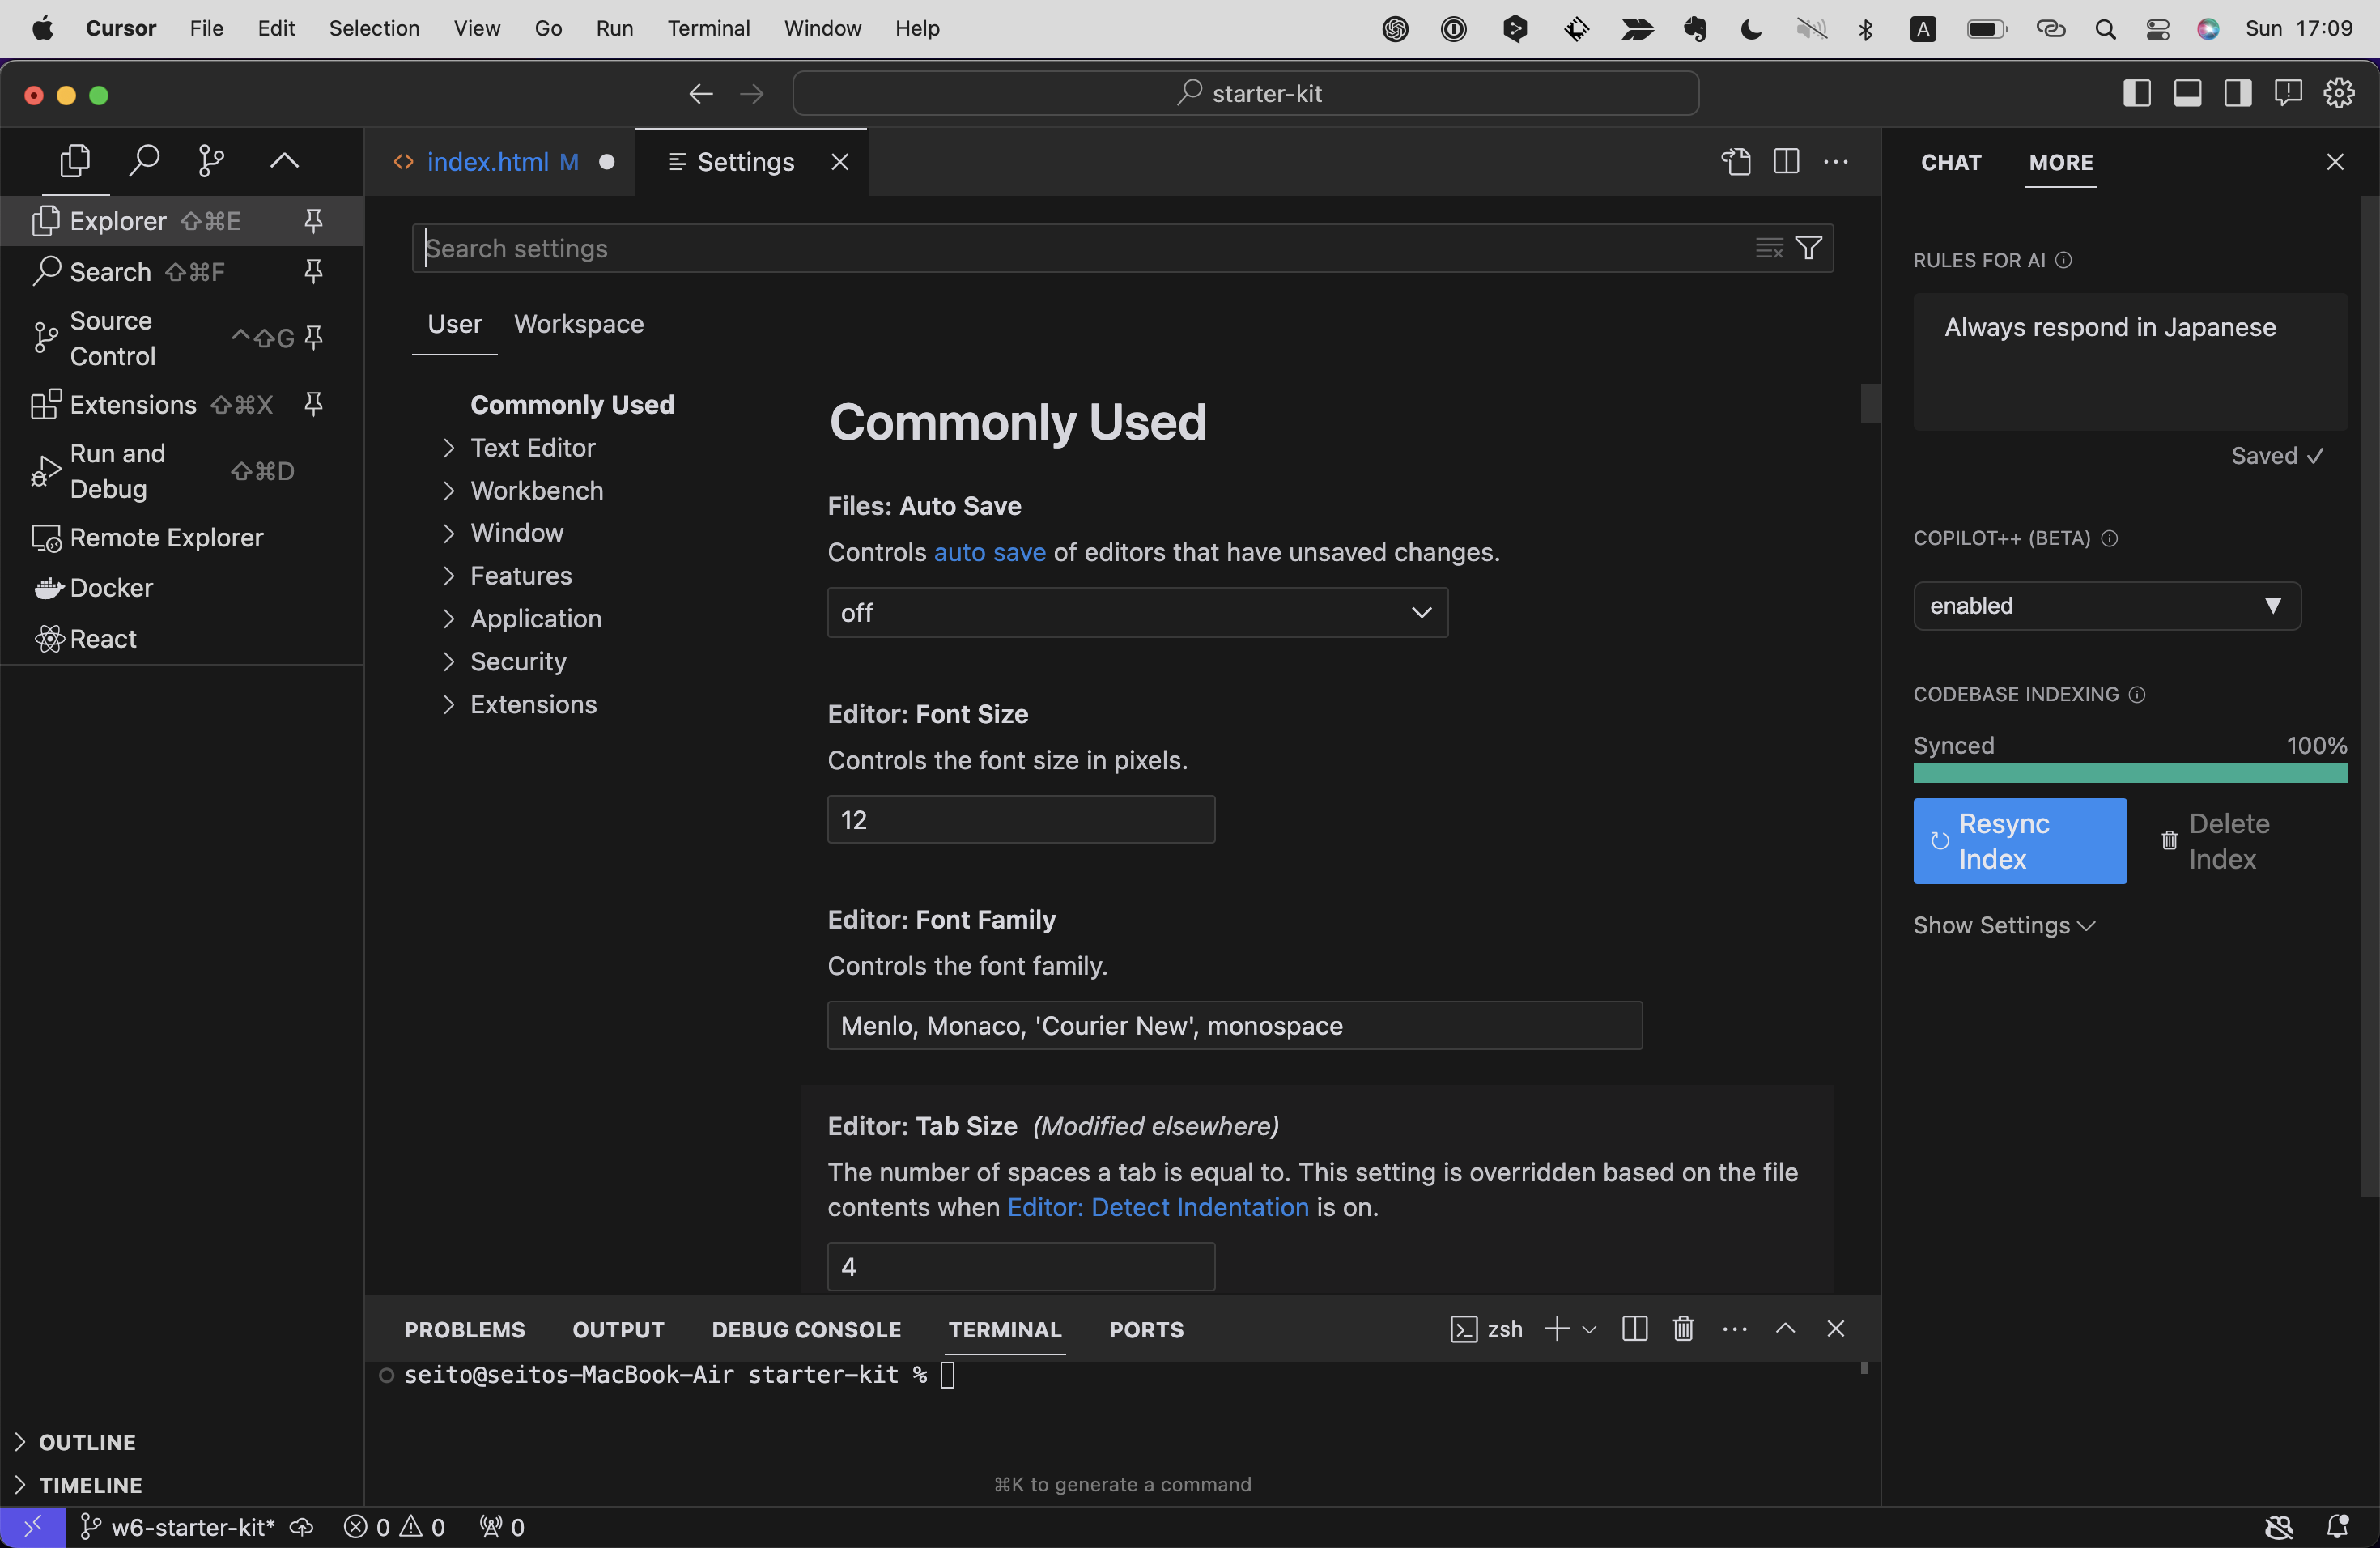 Cursor File Edit Selection View Go Run Terminal Window Help
A Sun 17:09
starter-kit
index.html M Settings
CHAT MORE
Explorer ⇧⌘E
Search ⇧⌘F
Source
Control ⌃⇧G
Extensions ⇧⌘X
Run and
Debug ⇧⌘D
Remote Explorer
Docker
React
Search settings
User Workspace
Commonly Used
Text Editor
Workbench
Window
Features
Application
Security
Extensions
Commonly Used
Files: Auto Save
Controls auto save of editors that have unsaved changes.
off
Editor: Font Size
Controls the font size in pixels.
12
Editor: Font Family
Controls the font family.
Menlo, Monaco, 'Courier New', monospace
Editor: Tab Size (Modified elsewhere)
The number of spaces a tab is equal to. This setting is overridden based on the file
contents when Editor: Detect Indentation is on.
4
RULES FOR AI
Always respond in Japanese
Saved ✓
COPILOT++ (BETA)
enabled
CODEBASE INDEXING
Synced 100%
Resync
Index
Delete
Index
Show Settings
PROBLEMS OUTPUT DEBUG CONSOLE TERMINAL PORTS
zsh
seito@seitos-MacBook-Air starter-kit %
⌘K to generate a command
OUTLINE
TIMELINE
w6-starter-kit* 0 0 0